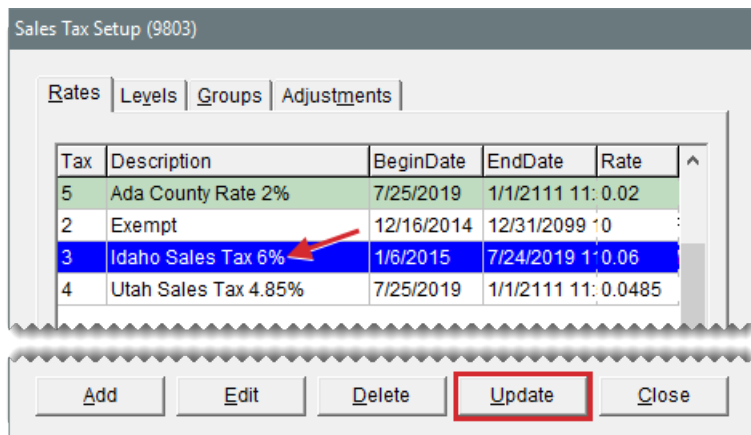 Sales Tax Setup (9803)
Rates Levels Groups Adjustments
Tax Description BeginDate EndDate Rate
5 Ada County Rate 2% 7/25/2019 1/1/2111 11: 0.02
2 Exempt 12/16/2014 12/31/2099 1 0
3 Idaho Sales Tax 6% 1/6/2015 7/24/2019 11 0.06
4 Utah Sales Tax 4.85% 7/25/2019 1/1/2111 11: 0.0485
Add Edit Delete Update Close